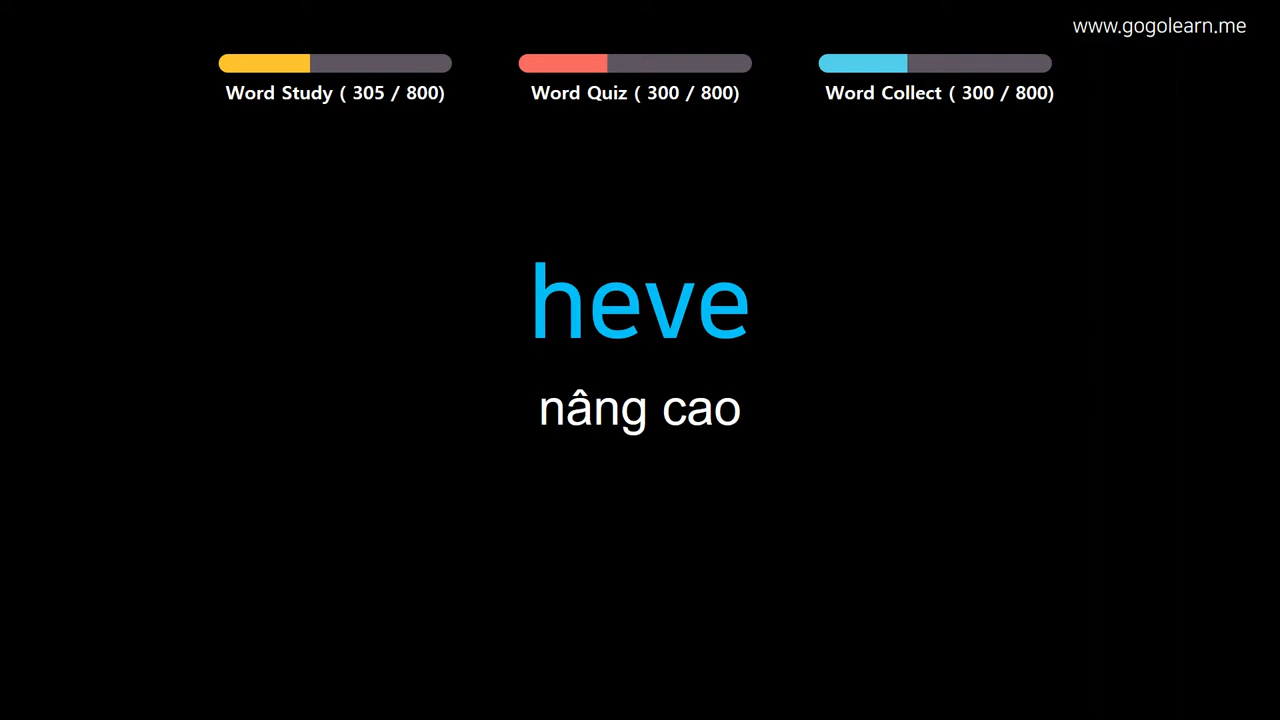 www.gogolearn.me
Word Study ( 305 / 800)
Word Quiz ( 300 / 800)
Word Collect ( 300 / 800)
heve
nâng cao